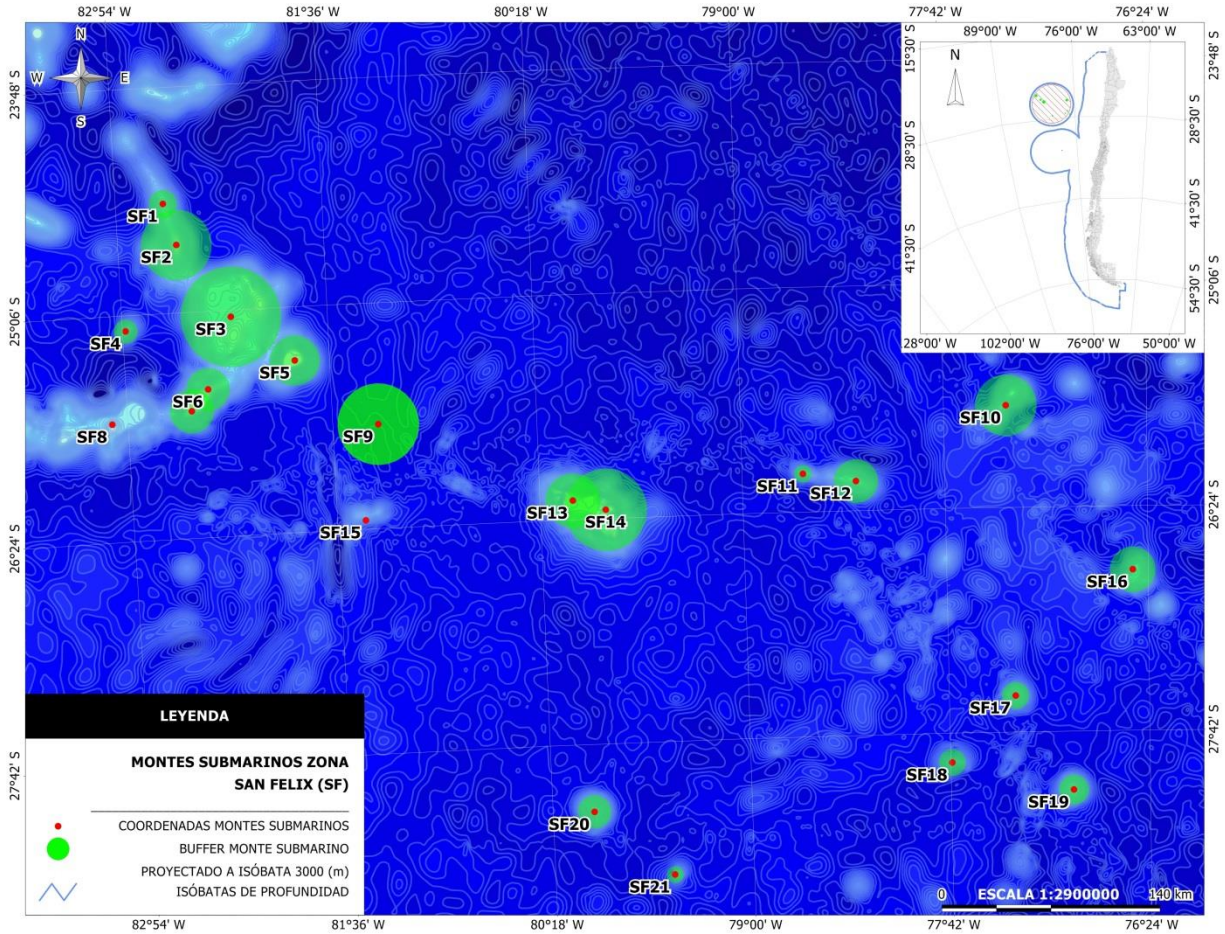 82°54' W 81°36' W 80°18' W 79°00' W 77°42' W 76°24' W
N
W E
S
23°48' S
25°06' S
26°24' S
27°42' S
23°48' S
25°06' S
26°24' S
27°42' S
89°00' W 76°00' W 63°00' W
N
15°30' S
28°30' S
41°30' S
28°30' S
41°30' S
54°30' S
28°00' W 102°00' W 76°00' W 50°00' W
SF1
SF2
SF3
SF4
SF5
SF6
SF8
SF9
SF10
SF11
SF12
SF13
SF14
SF15
SF16
SF17
SF18
SF19
SF20
SF21
LEYENDA
MONTES SUBMARINOS ZONA
SAN FELIX (SF)
COORDENADAS MONTES SUBMARINOS
BUFFER MONTE SUBMARINO
PROYECTADO A ISÓBATA 3000 (m)
ISÓBATAS DE PROFUNDIDAD
0 ESCALA 1:2900000 140 km
82°54' W 81°36' W 80°18' W 79°00' W 77°42' W 76°24' W